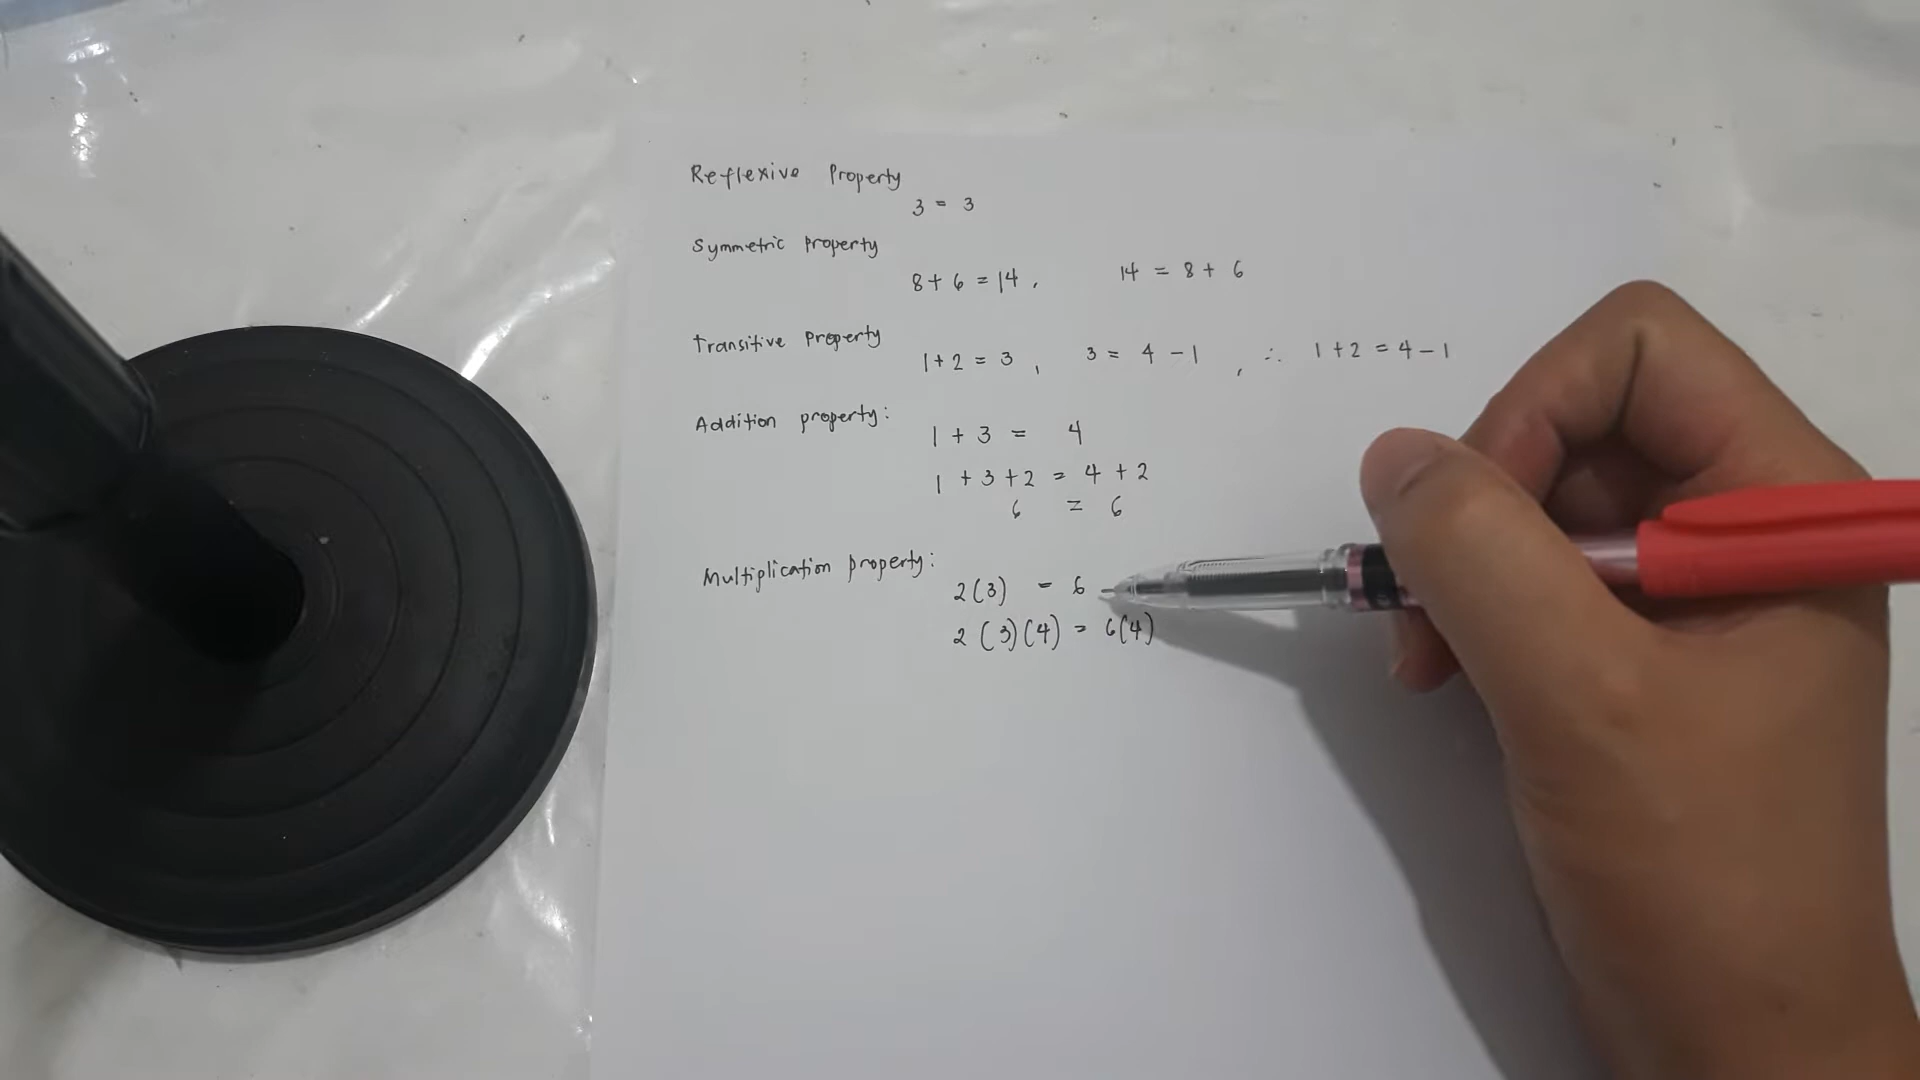 Reflexive Property
3 = 3
Symmetric Property
8 + 6 = 14, 14 = 8 + 6
Transitive Property
1 + 2 = 3, 3 = 4 - 1, ∴ 1 + 2 = 4 - 1
Addition property:
1 + 3 = 4
1 + 3 + 2 = 4 + 2
6 = 6
Multiplication property:
2(3) = 6
2(3)(4) = 6(4)